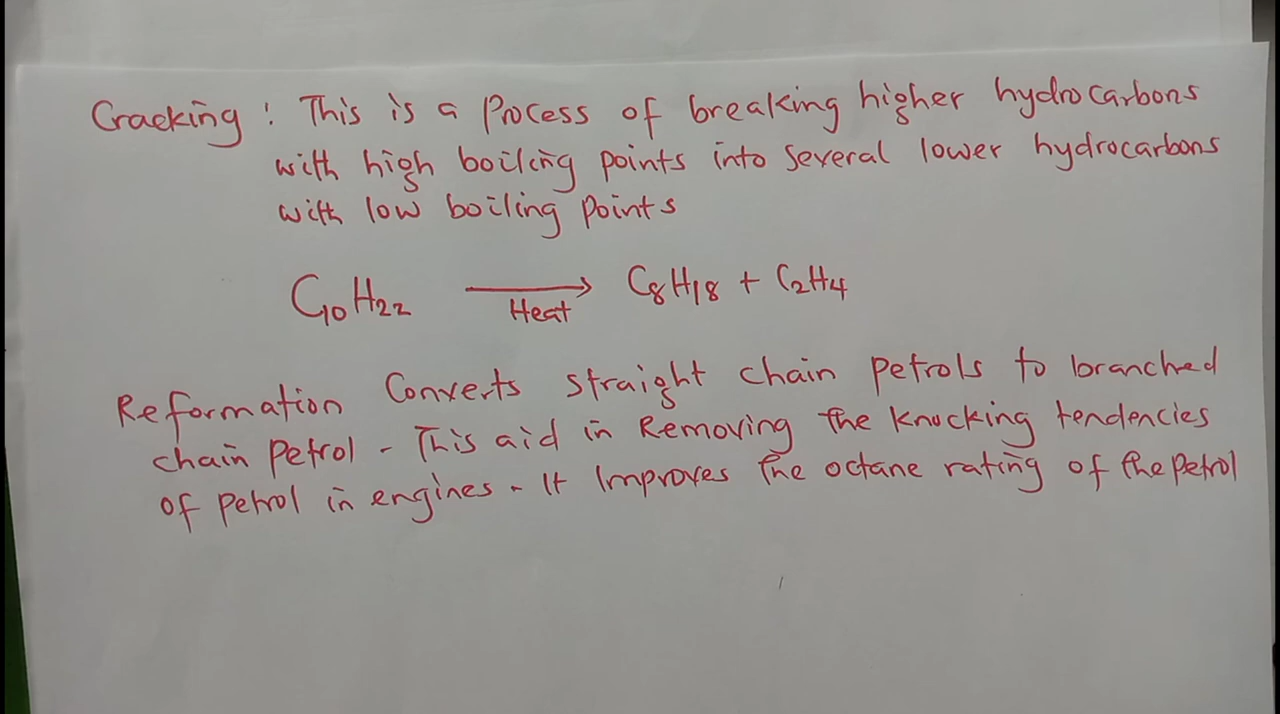 Cracking : This is a Process of breaking higher hydrocarbons
with high boiling points into several lower hydrocarbons
with low boiling points
C10H22 → Heat C8H18 + C2H4
Reformation Converts straight chain petrols to branched
chain petrol - This aid in Removing the knocking tendencies
of petrol in engines - It Improves the octane rating of the petrol